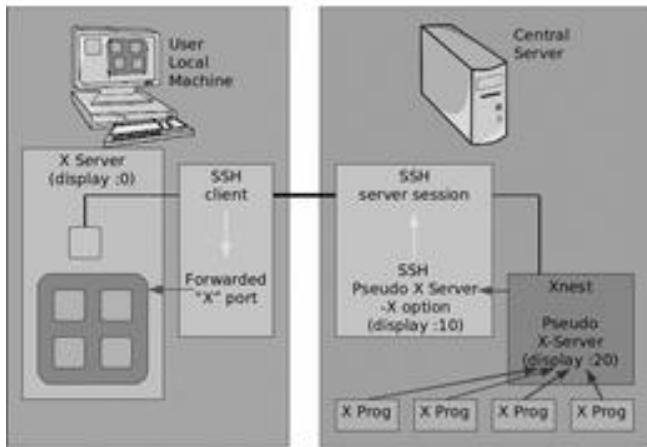 User
Local
Machine
X Server
(display :0)
SSH
client
Forwarded
"X" port
Central
Server
SSH
server session
SSH
Pseudo X Server
-X option
(display :10)
Xnest
Pseudo
X-Server
(display :20)
X Prog
X Prog
X Prog
X Prog